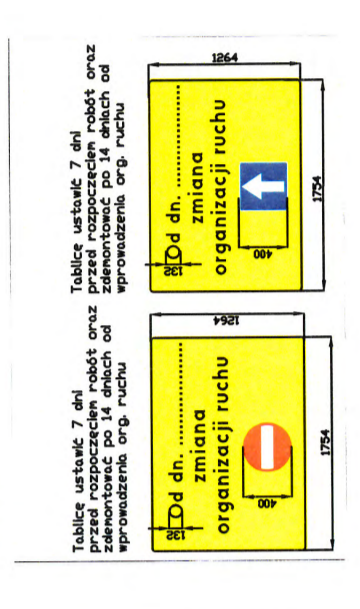 Tablice ustawić 7 dni
przed rozpoczęciem robót oraz
zdemontować po 14 dniach od
wprowadzenia org. ruchu
1264
132
Od dn. ......................
zmiana
organizacji ruchu
400
1754
Tablice ustawić 7 dni
przed rozpoczęciem robót oraz
zdemontować po 14 dniach od
wprowadzenia org. ruchu
1264
132
Od dn. ......................
zmiana
organizacji ruchu
400
1754